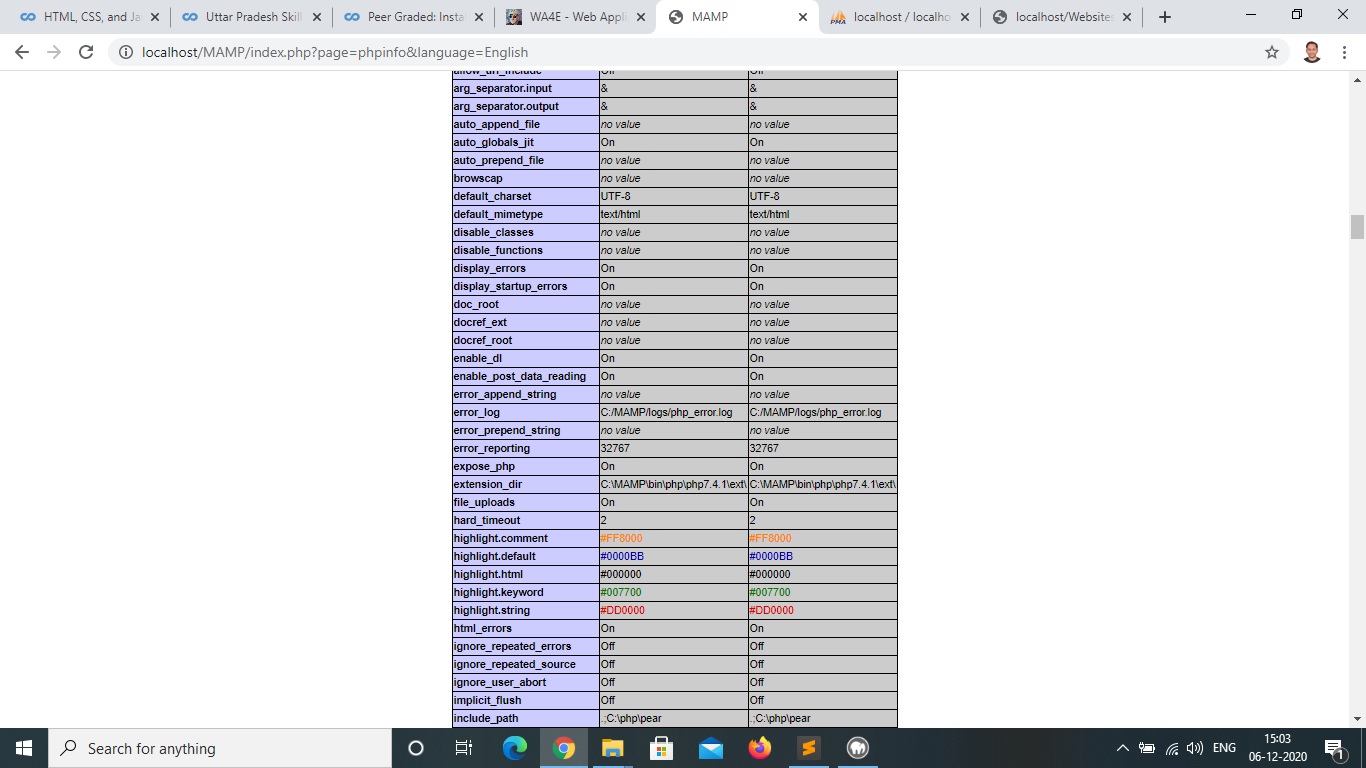 HTML, CSS, and Ja
Uttar Pradesh Skil
Peer Graded: Insta
WA4E - Web Appli
MAMP
localhost / localho
localhost/Websites
localhost/MAMP/index.php?page=phpinfo&language=English
allow_url_include Off Off
arg_separator.input & &
arg_separator.output & &
auto_append_file no value no value
auto_globals_jit On On
auto_prepend_file no value no value
browscap no value no value
default_charset UTF-8 UTF-8
default_mimetype text/html text/html
disable_classes no value no value
disable_functions no value no value
display_errors On On
display_startup_errors On On
doc_root no value no value
docref_ext no value no value
docref_root no value no value
enable_dl On On
enable_post_data_reading On On
error_append_string no value no value
error_log C:/MAMP/logs/php_error.log C:/MAMP/logs/php_error.log
error_prepend_string no value no value
error_reporting 32767 32767
expose_php On On
extension_dir C:\MAMP\bin\php\php7.4.1\ext\ C:\MAMP\bin\php\php7.4.1\ext\
file_uploads On On
hard_timeout 2 2
highlight.comment #FF8000 #FF8000
highlight.default #0000BB #0000BB
highlight.html #000000 #000000
highlight.keyword #007700 #007700
highlight.string #DD0000 #DD0000
html_errors On On
ignore_repeated_errors Off Off
ignore_repeated_source Off Off
ignore_user_abort Off Off
implicit_flush Off Off
include_path .;C:\php\pear .;C:\php\pear
Search for anything
ENG
15:03
06-12-2020
1